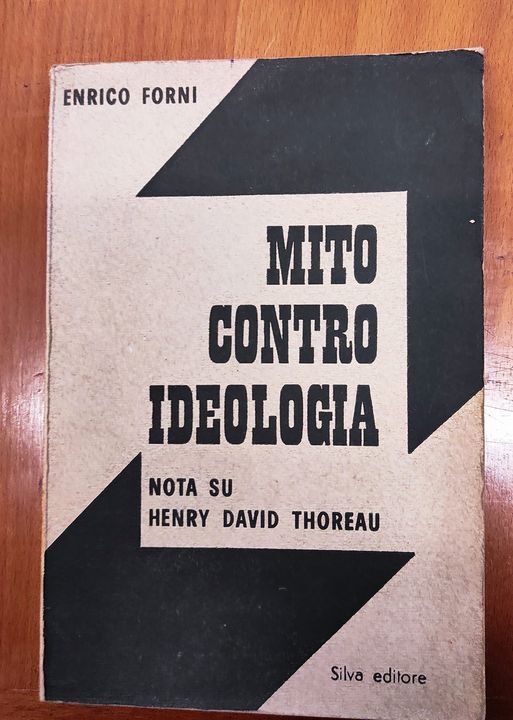 ENRICO FORNI
MITO
CONTRO
IDEOLOGIA
NOTA SU
HENRY DAVID THOREAU
Silva editore